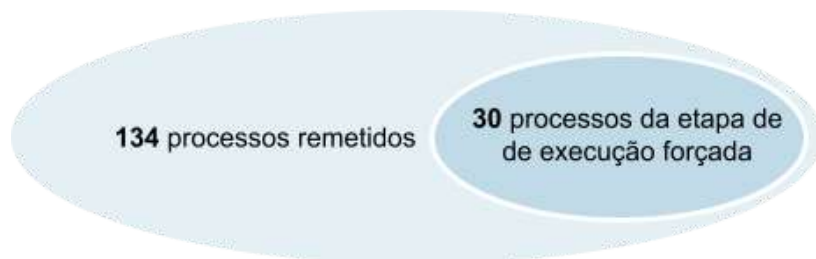 134 processos remetidos
30 processos da etapa de
de execução forçada